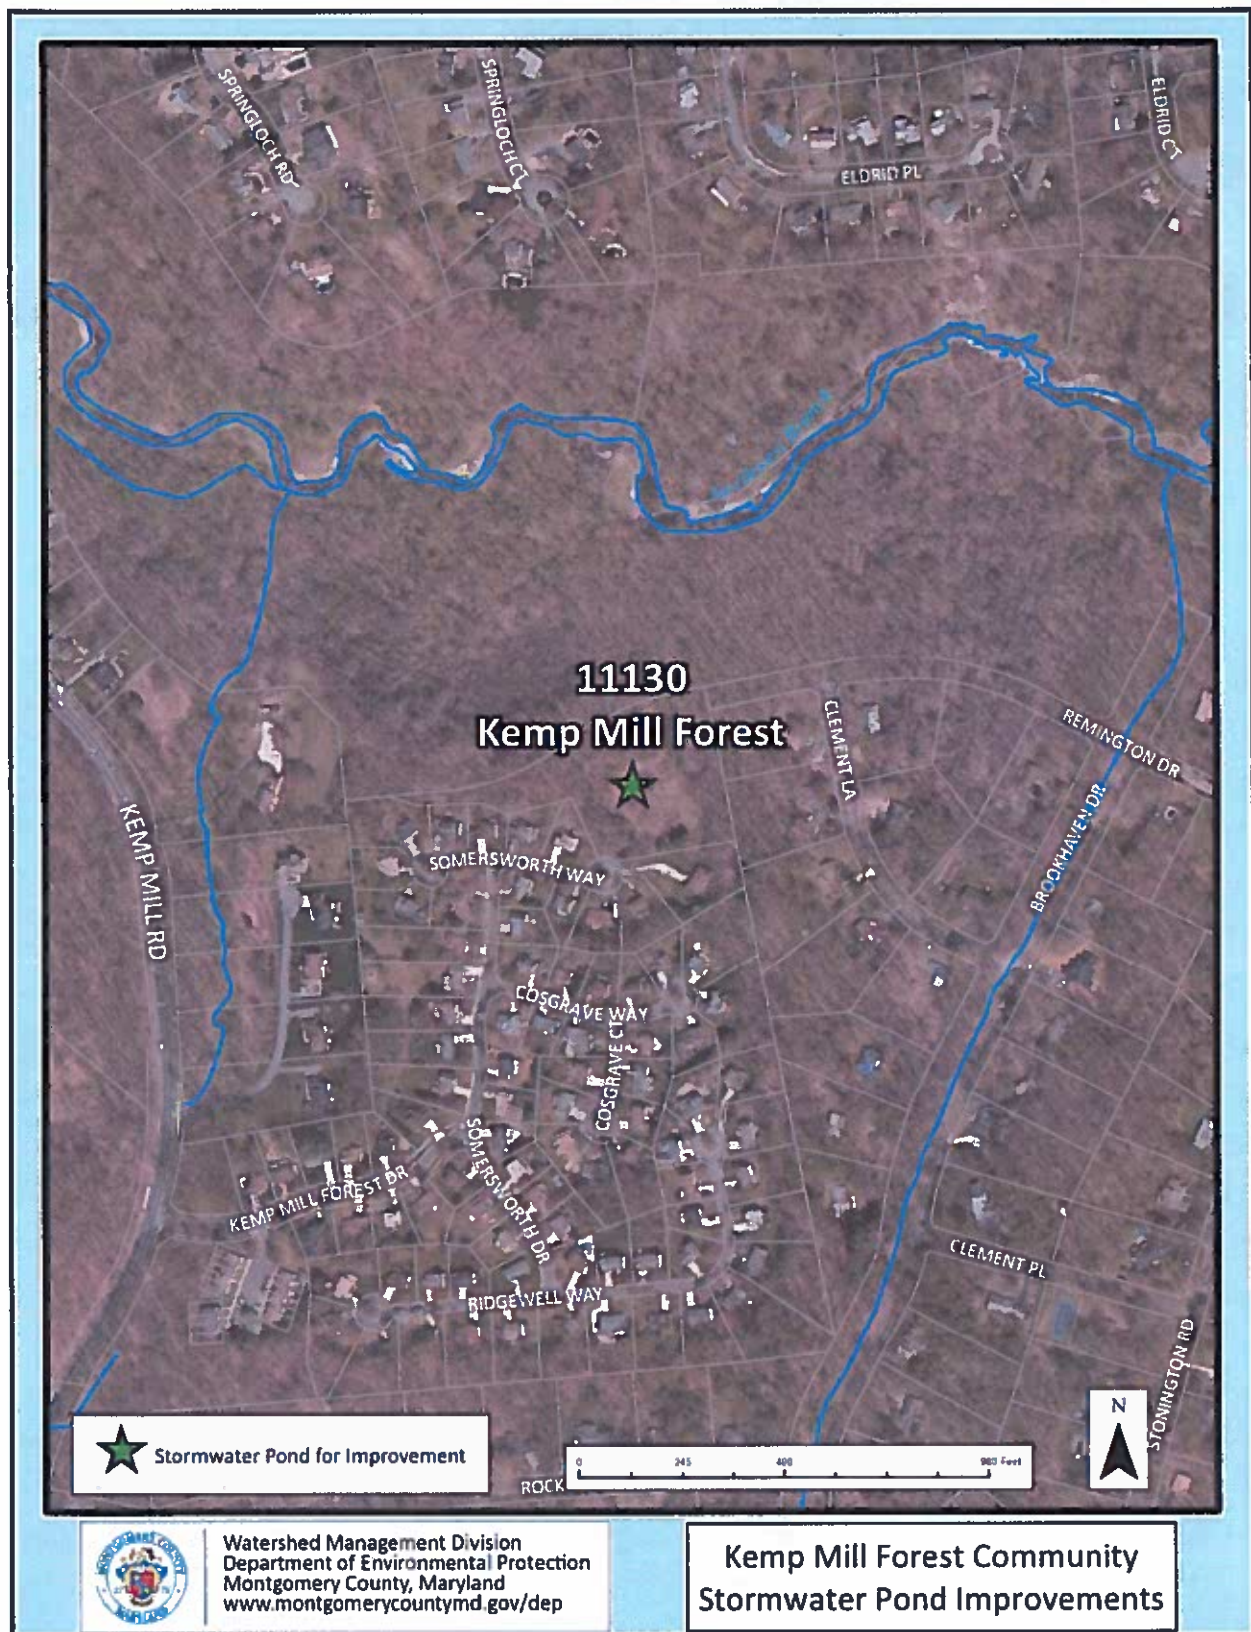 SPRINGLOCH RD
SPRINGLOCH CT
ELDRID PL
ELDRID CT
11130
Kemp Mill Forest
CLEMENT LA
REMINGTON DR
BROOKHAVEN DR
KEMP MILL RD
SOMERSWORTH WAY
COSGRAVE WAY
COSGRAVE CT
SOMERSWORTH DR
KEMP MILL FOREST DR
RIDGEWELL WAY
CLEMENT PL
STONINGTON RD
ROCK
N
Stormwater Pond for Improvement
0 245 490 980 Feet
Watershed Management Division
Department of Environmental Protection
Montgomery County, Maryland
www.montgomerycountymd.gov/dep
Kemp Mill Forest Community
Stormwater Pond Improvements